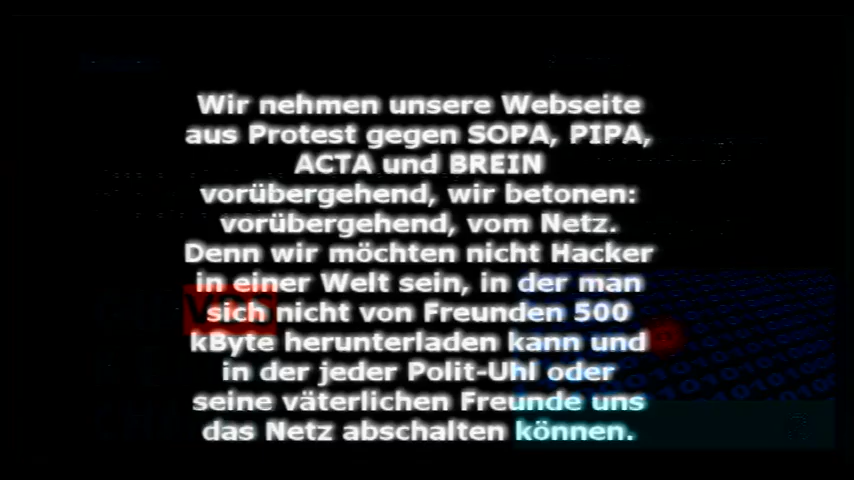 Wir nehmen unsere Webseite
aus Protest gegen SOPA, PIPA,
ACTA und BREIN
vorübergehend, wir betonen:
vorübergehend, vom Netz.
Denn wir möchten nicht Hacker
in einer Welt sein, in der man
sich nicht von Freunden 500
kByte herunterladen kann und
in der jeder Polit-Uhl oder
seine väterlichen Freunde uns
das Netz abschalten können.